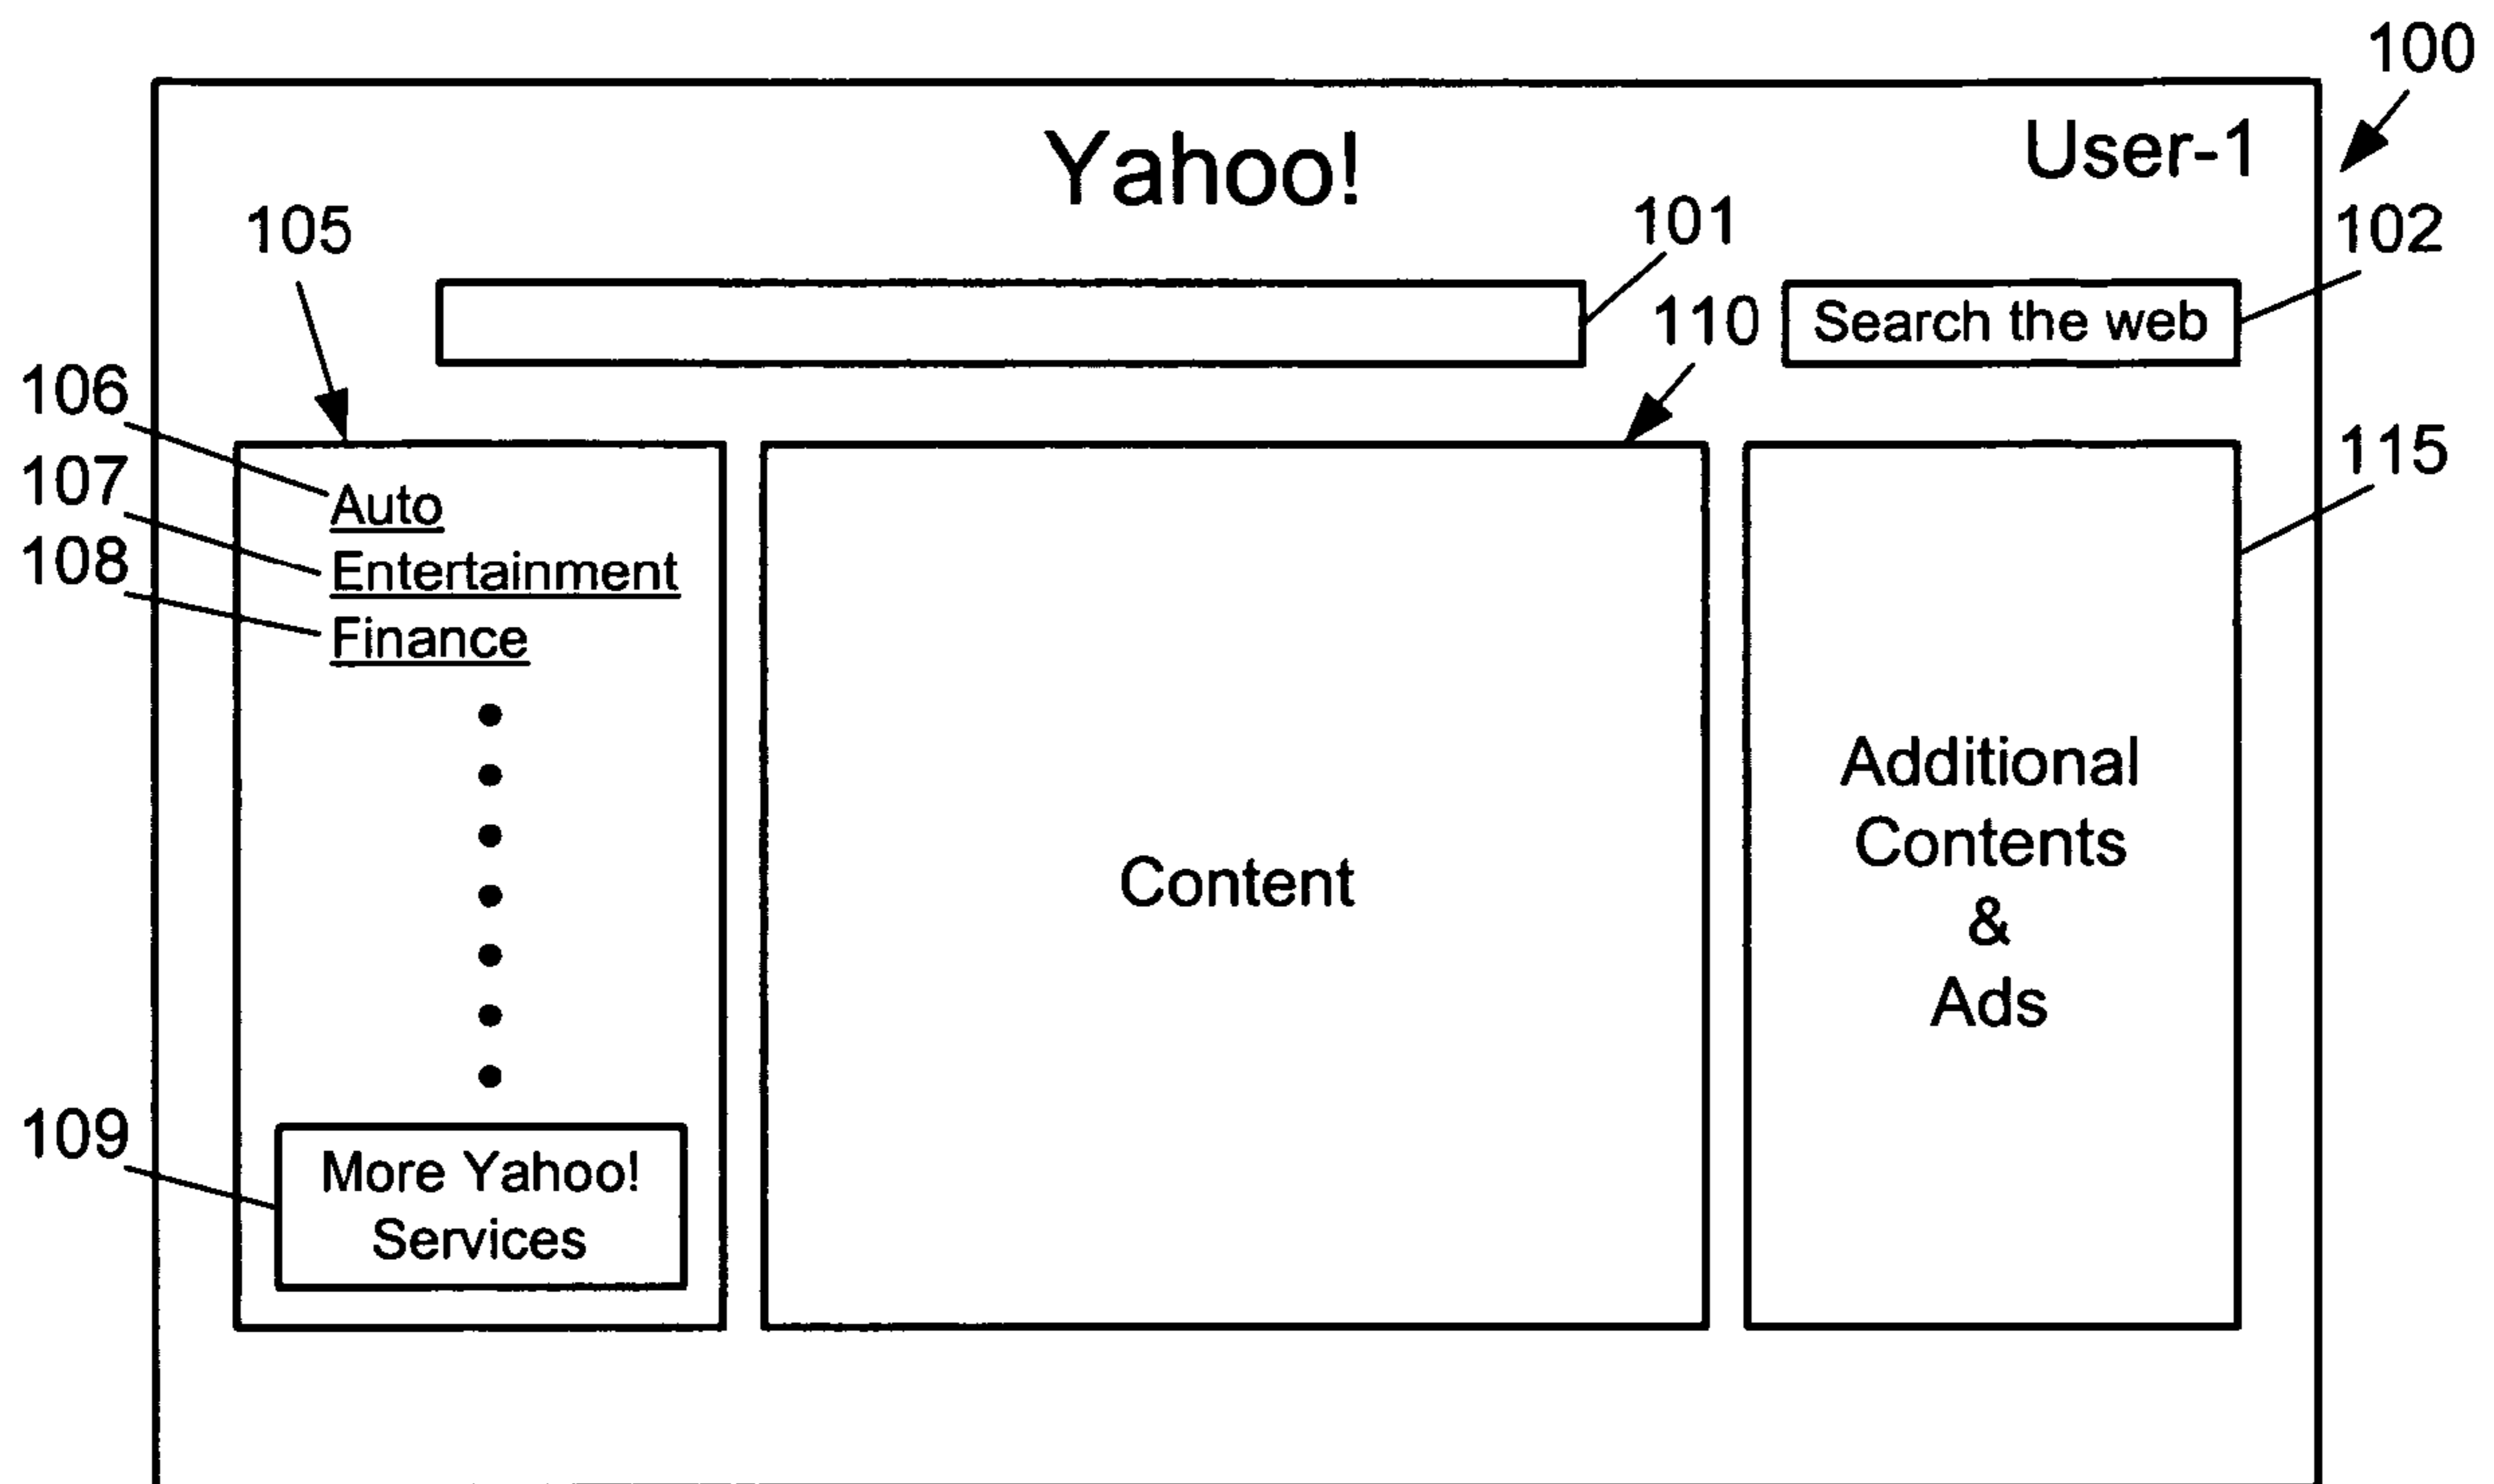 100
Yahoo!
User-1
101
102
105
110
Search the web
106
107
108
115
Auto
Entertainment
Finance
Additional
Contents
&
Ads
Content
109
More Yahoo!
Services